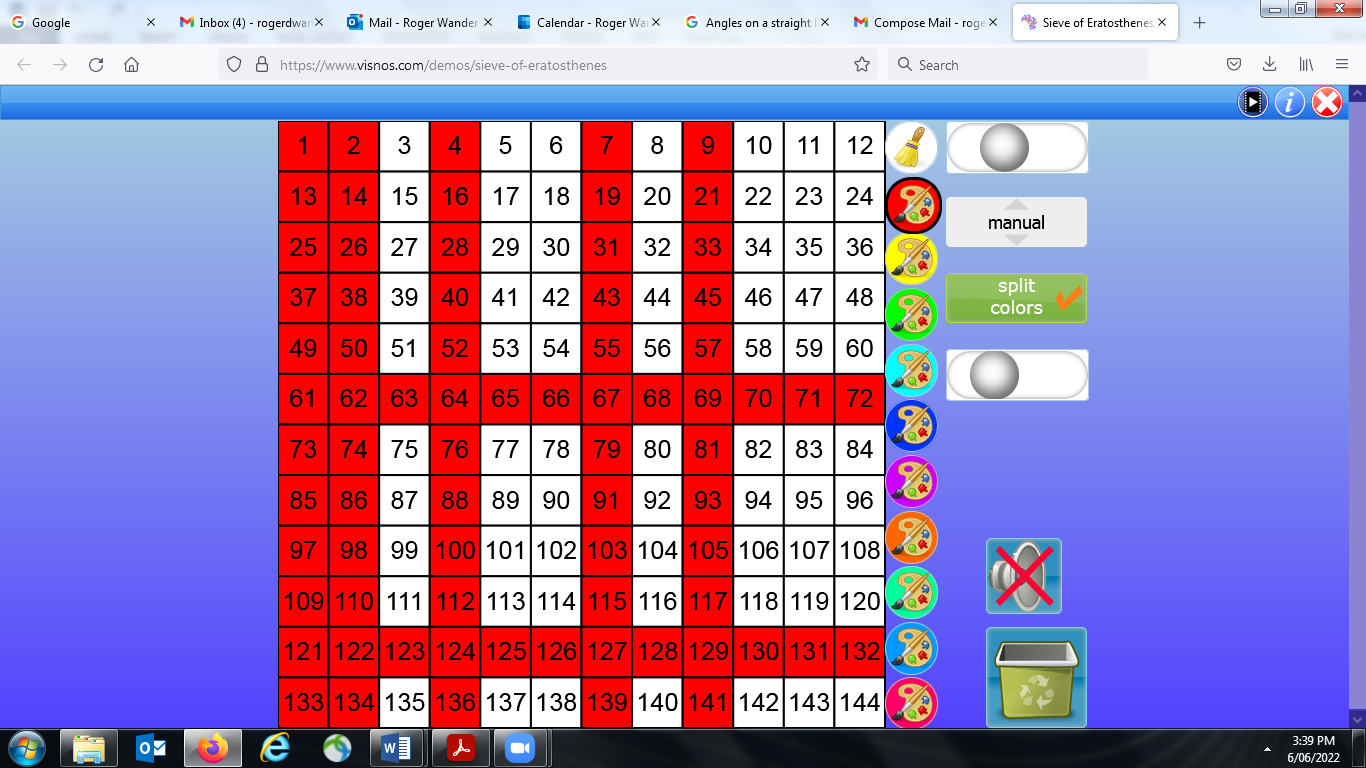 Google
Inbox (4) - rogerdwan
Mail - Roger Wander
Calendar - Roger Wa
Angles on a straight l
Compose Mail - roge
Sieve of Eratosthenes
https://www.visnos.com/demos/sieve-of-eratosthenes
Search
1 2 3 4 5 6 7 8 9 10 11 12
13 14 15 16 17 18 19 20 21 22 23 24
25 26 27 28 29 30 31 32 33 34 35 36
37 38 39 40 41 42 43 44 45 46 47 48
49 50 51 52 53 54 55 56 57 58 59 60
61 62 63 64 65 66 67 68 69 70 71 72
73 74 75 76 77 78 79 80 81 82 83 84
85 86 87 88 89 90 91 92 93 94 95 96
97 98 99 100 101 102 103 104 105 106 107 108
109 110 111 112 113 114 115 116 117 118 119 120
121 122 123 124 125 126 127 128 129 130 131 132
133 134 135 136 137 138 139 140 141 142 143 144
manual
split
colors
3:39 PM
6/06/2022